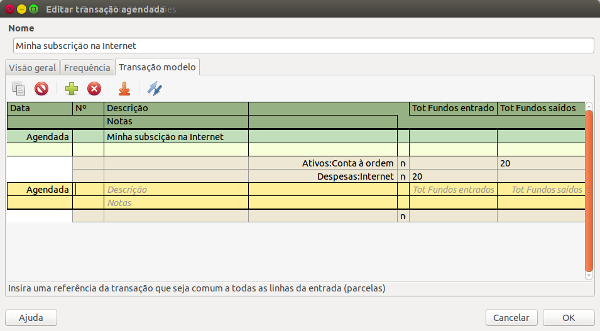 Editar transação agendada
Nome
Minha subscrição na Internet
Visão geral Frequência Transação modelo
Data Nº Descrição Tot Fundos entrado Tot Fundos saídos
Notas
Agendada Minha subscição na Internet
Ativos:Conta à ordem n 20
Despesas:Internet n 20
Agendada Descrição Tot Fundos entrados Tot Fundos saídos
Notas
n
Insira uma referência da transação que seja comum a todas as linhas da entrada (parcelas)
Ajuda Cancelar OK